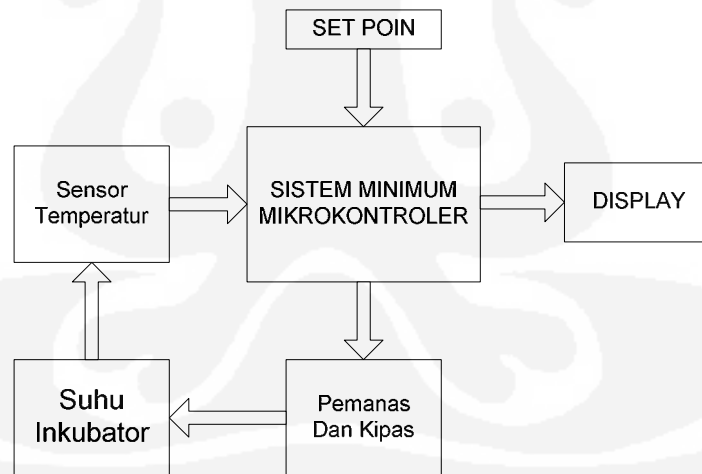 SET POIN
Sensor
Temperatur
SISTEM MINIMUM
MIKROKONTROLER
DISPLAY
Suhu
Inkubator
Pemanas
Dan Kipas